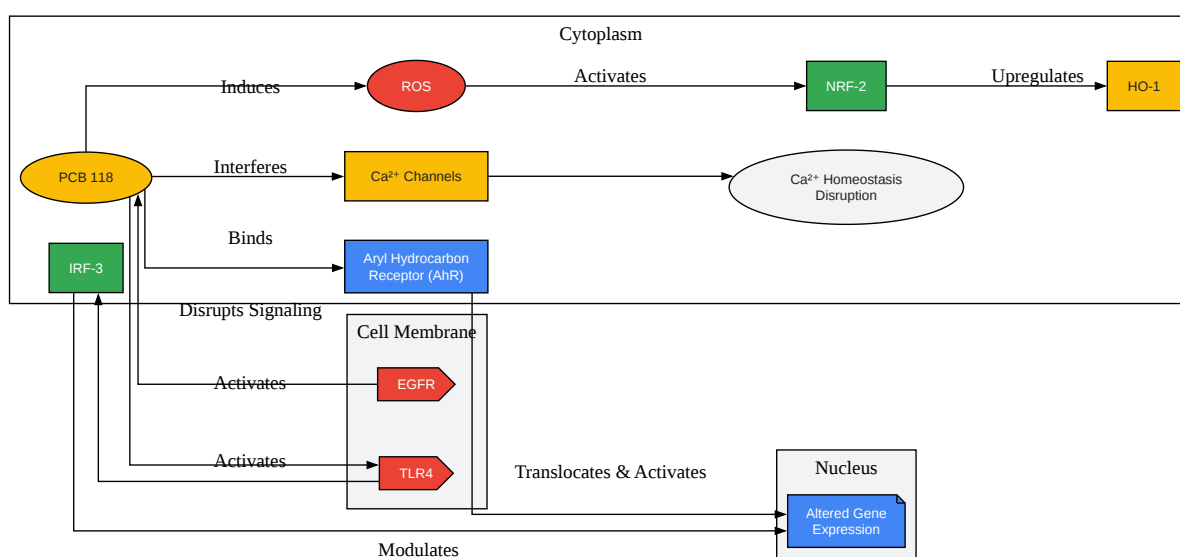 Cytoplasm
Induces
ROS
Activates
NRF-2
Upregulates
HO-1
PCB 118
Interferes
Ca²⁺ Channels
Ca²⁺ Homeostasis
Disruption
Binds
IRF-3
Aryl Hydrocarbon
Receptor (AhR)
Disrupts Signaling
Cell Membrane
Activates
EGFR
Activates
TLR4
Translocates & Activates
Nucleus
Altered Gene
Expression
Modulates